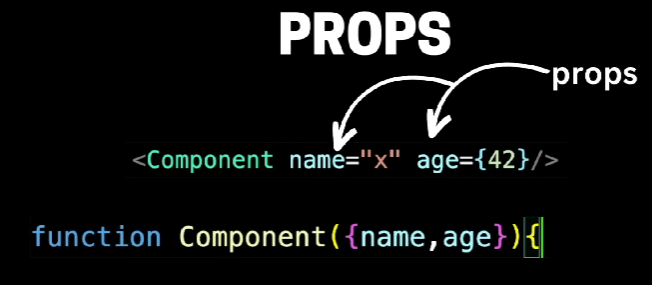 PROPS
props
<Component name="x" age={42}/>
function Component({name,age}){